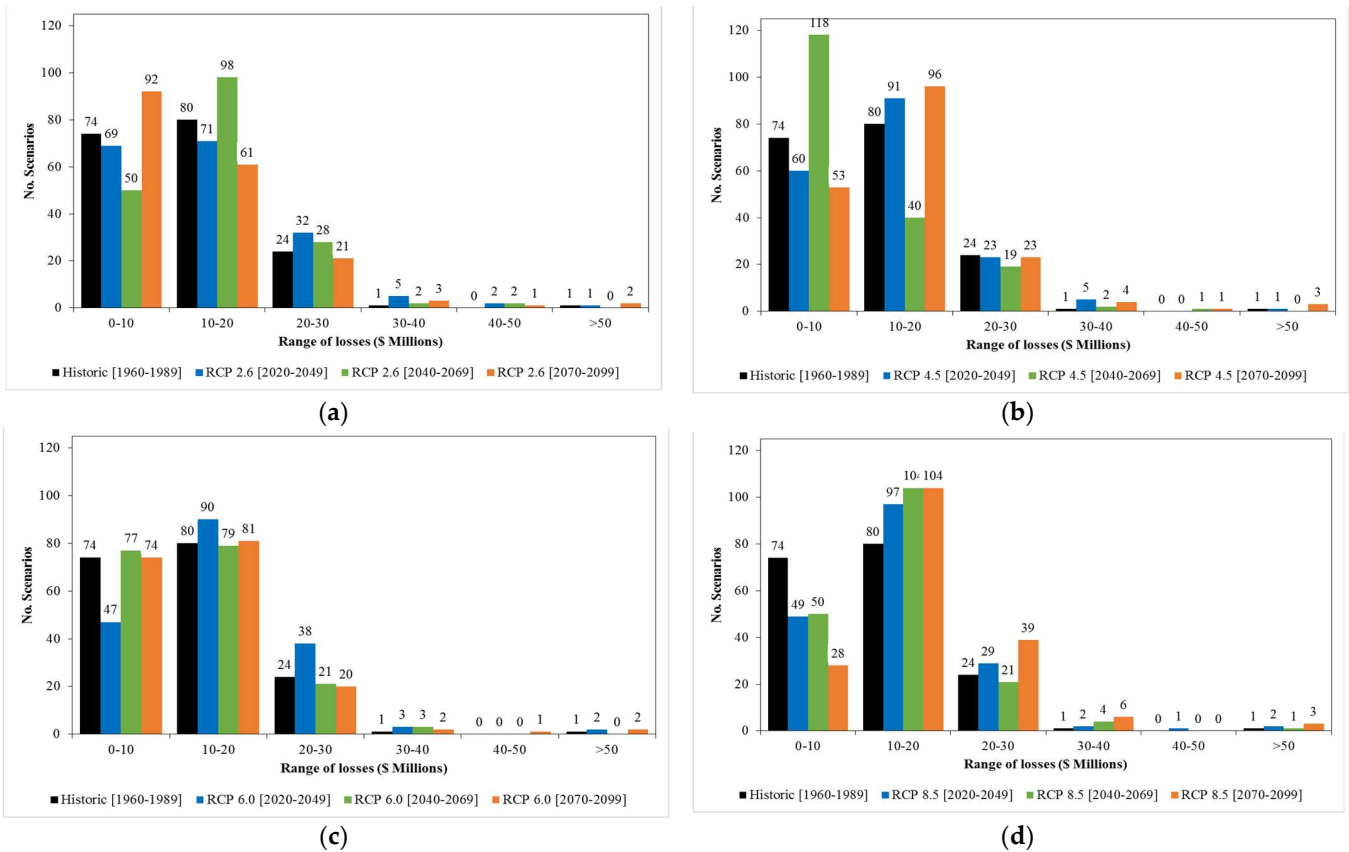 120
100
80
60
40
20
0
No. Scenarios
74 69 50 92
80 71 98 61
24 32 28 21
1 5 2 3
0 2 2 1
1 1 0 2
0-10 10-20 20-30 30-40 40-50 >50
Range of losses ($ Millions)
Historic [1960-1989] RCP 2.6 [2020-2049] RCP 2.6 [2040-2069] RCP 2.6 [2070-2099]
(a)
120
100
80
60
40
20
0
No. Scenarios
74 60 118 53
80 91 40 96
24 23 19 23
1 5 2 4
0 0 1 1
1 1 0 3
0-10 10-20 20-30 30-40 40-50 >50
Range of losses ($ Millions)
Historic [1960-1989] RCP 4.5 [2020-2049] RCP 4.5 [2040-2069] RCP 4.5 [2070-2099]
(b)
120
100
80
60
40
20
0
No. Scenarios
74 47 77 74
80 90 79 81
24 38 21 20
1 3 3 2
0 0 0 1
1 2 0 2
0-10 10-20 20-30 30-40 40-50 >50
Range of losses ($ Millions)
Historic [1960-1989] RCP 6.0 [2020-2049] RCP 6.0 [2040-2069] RCP 6.0 [2070-2099]
(c)
120
100
80
60
40
20
0
No. Scenarios
74 49 50 28
80 97 104 104
24 29 21 39
1 2 4 6
0 1 0 0
1 2 1 3
0-10 10-20 20-30 30-40 40-50 >50
Range of losses ($ Millions)
Historic [1960-1989] RCP 8.5 [2020-2049] RCP 8.5 [2040-2069] RCP 8.5 [2070-2099]
(d)